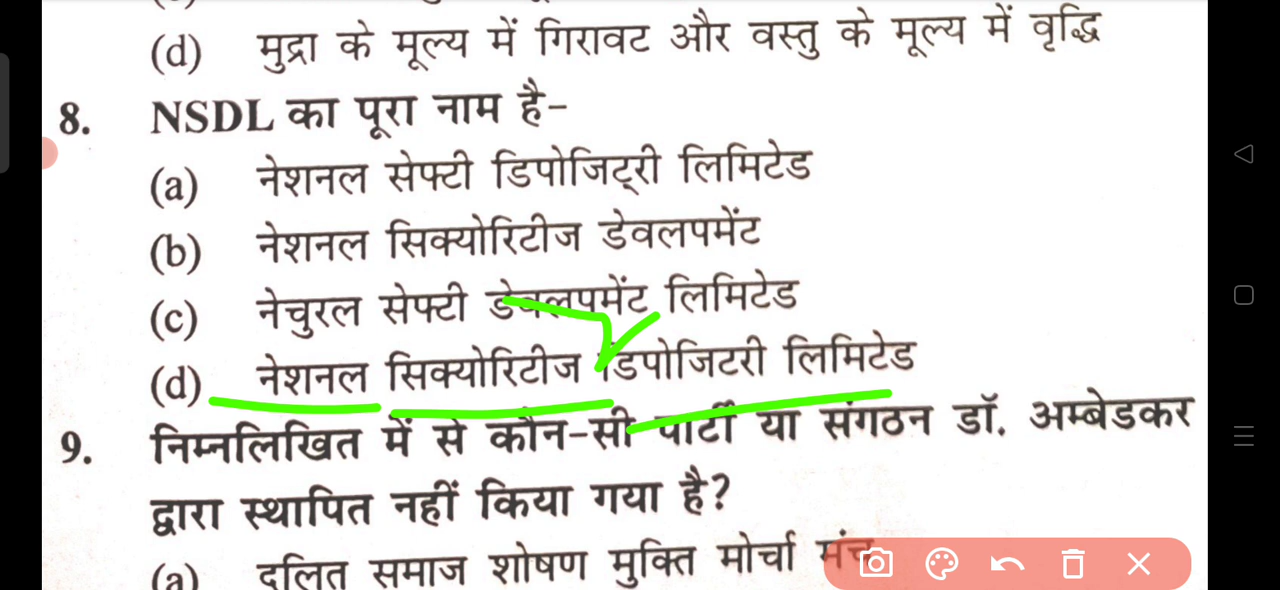 (d) मुद्रा के मूल्य में गिरावट और वस्तु के मूल्य में वृद्धि
8. NSDL का पूरा नाम है-
(a) नेशनल सेफ्टी डिपोजिट्री लिमिटेड
(b) नेशनल सिक्योरिटीज डेवलपमेंट
(c) नेचुरल सेफ्टी डेवलपमेंट लिमिटेड
(d) नेशनल सिक्योरिटीज डिपोजिटरी लिमिटेड
9. निम्नलिखित में से कौन-सी पार्टी या संगठन डॉ. अम्बेडकर
द्वारा स्थापित नहीं किया गया है?
(a) दलित समाज शोषण मुक्ति मोर्चा मंच